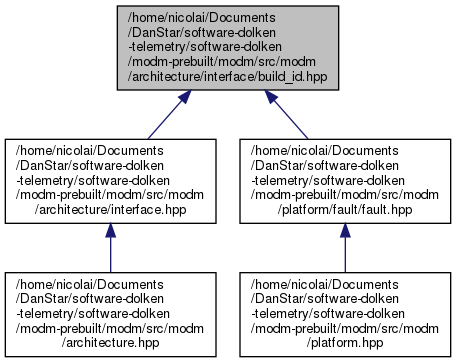 /home/nicolai/Documents
/DanStar/software-dolken
-telemetry/software-dolken
/modm-prebuilt/modm/src/modm
/architecture/interface/build_id.hpp
/home/nicolai/Documents
/DanStar/software-dolken
-telemetry/software-dolken
/modm-prebuilt/modm/src/modm
/architecture/interface.hpp
/home/nicolai/Documents
/DanStar/software-dolken
-telemetry/software-dolken
/modm-prebuilt/modm/src/modm
/platform/fault/fault.hpp
/home/nicolai/Documents
/DanStar/software-dolken
-telemetry/software-dolken
/modm-prebuilt/modm/src/modm
/architecture.hpp
/home/nicolai/Documents
/DanStar/software-dolken
-telemetry/software-dolken
/modm-prebuilt/modm/src/modm
/platform.hpp